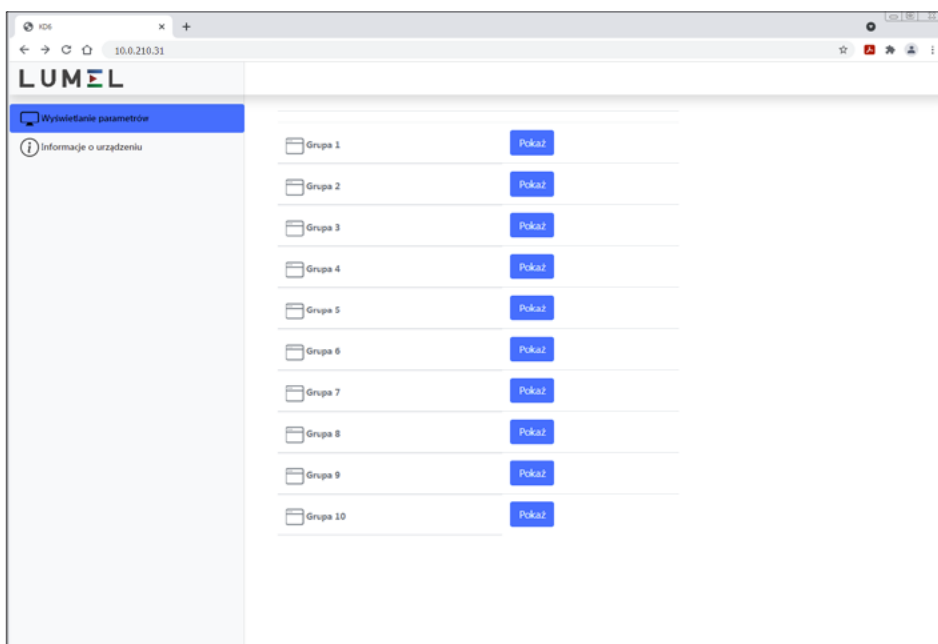 KD6
10.0.210.31
LUMEL
Wyświetlanie parametrów
Informacje o urządzeniu
Grupa 1 Pokaż
Grupa 2 Pokaż
Grupa 3 Pokaż
Grupa 4 Pokaż
Grupa 5 Pokaż
Grupa 6 Pokaż
Grupa 7 Pokaż
Grupa 8 Pokaż
Grupa 9 Pokaż
Grupa 10 Pokaż